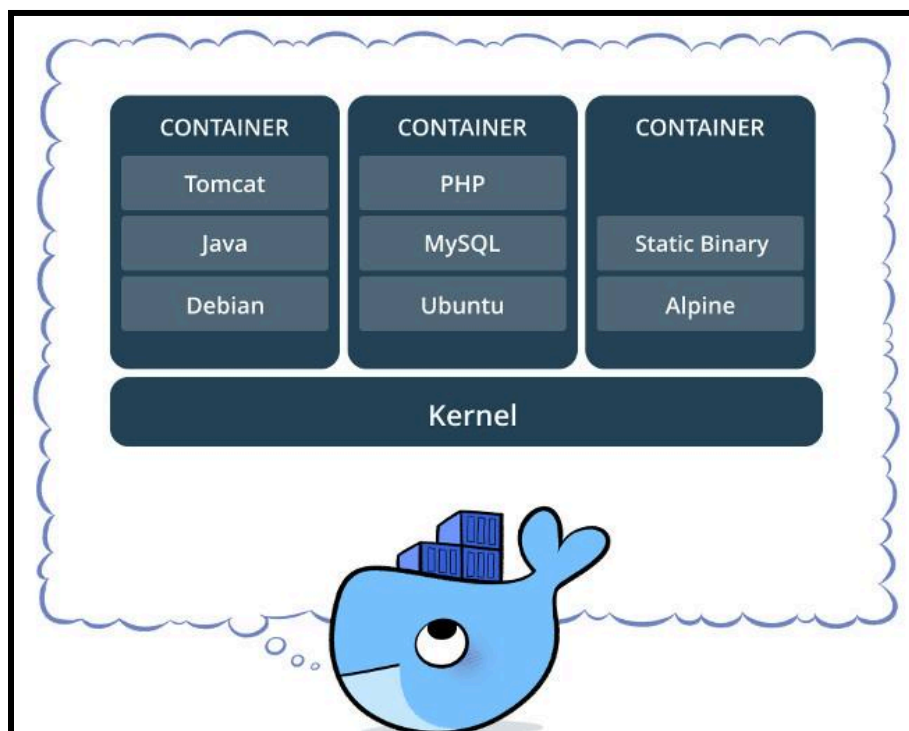 CONTAINER
Tomcat
Java
Debian
CONTAINER
PHP
MySQL
Ubuntu
CONTAINER
Static Binary
Alpine
Kernel